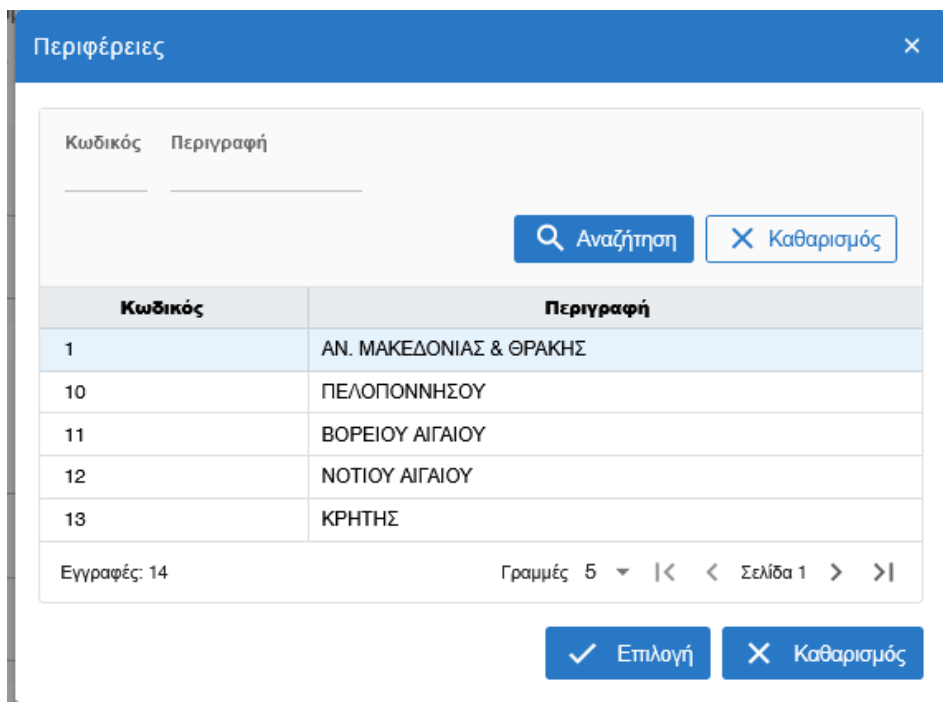 Περιφέρειες
Κωδικός Περιγραφή
Αναζήτηση Καθαρισμός
Κωδικός Περιγραφή
1 ΑΝ. ΜΑΚΕΔΟΝΙΑΣ & ΘΡΑΚΗΣ
10 ΠΕΛΟΠΟΝΝΗΣΟΥ
11 ΒΟΡΕΙΟΥ ΑΙΓΑΙΟΥ
12 ΝΟΤΙΟΥ ΑΙΓΑΙΟΥ
13 ΚΡΗΤΗΣ
Εγγραφές: 14 Γραμμές 5 Σελίδα 1
Επιλογή Καθαρισμός